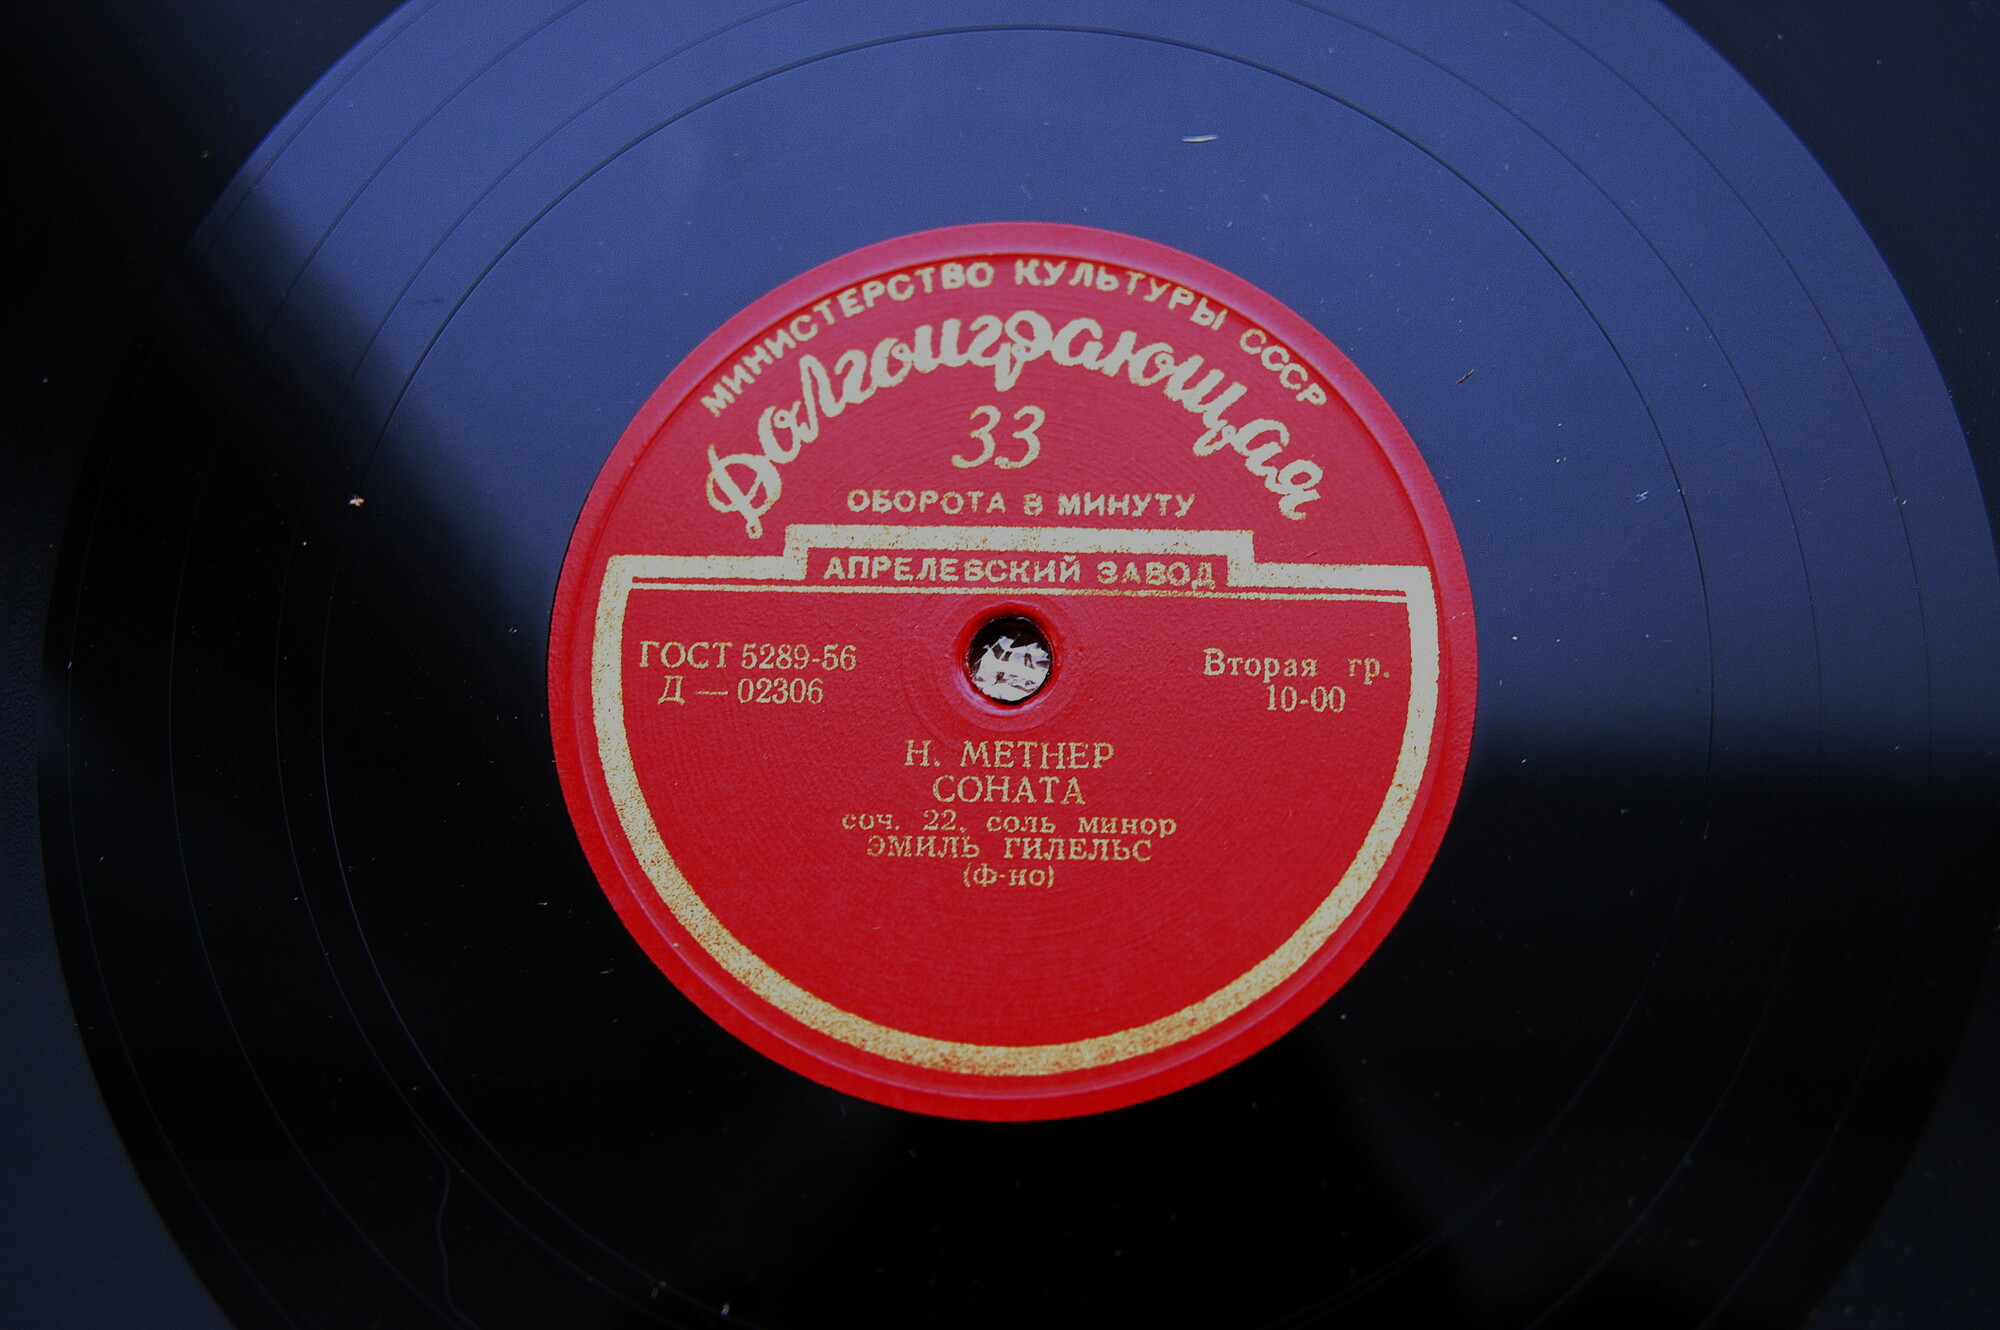 МИНИСТЕРСТВО КУЛЬТУРЫ СССР
Долгоиграющая
33
ОБОРОТА В МИНУТУ
АПРЕЛЕВСКИЙ ЗАВОД
ГОСТ 5289-56
Д — 02306
Вторая гр.
10-00
Н. МЕТНЕР
СОНАТА
соч. 22, соль минор
ЭМИЛЬ ГИЛЕЛЬС
(ф-но)